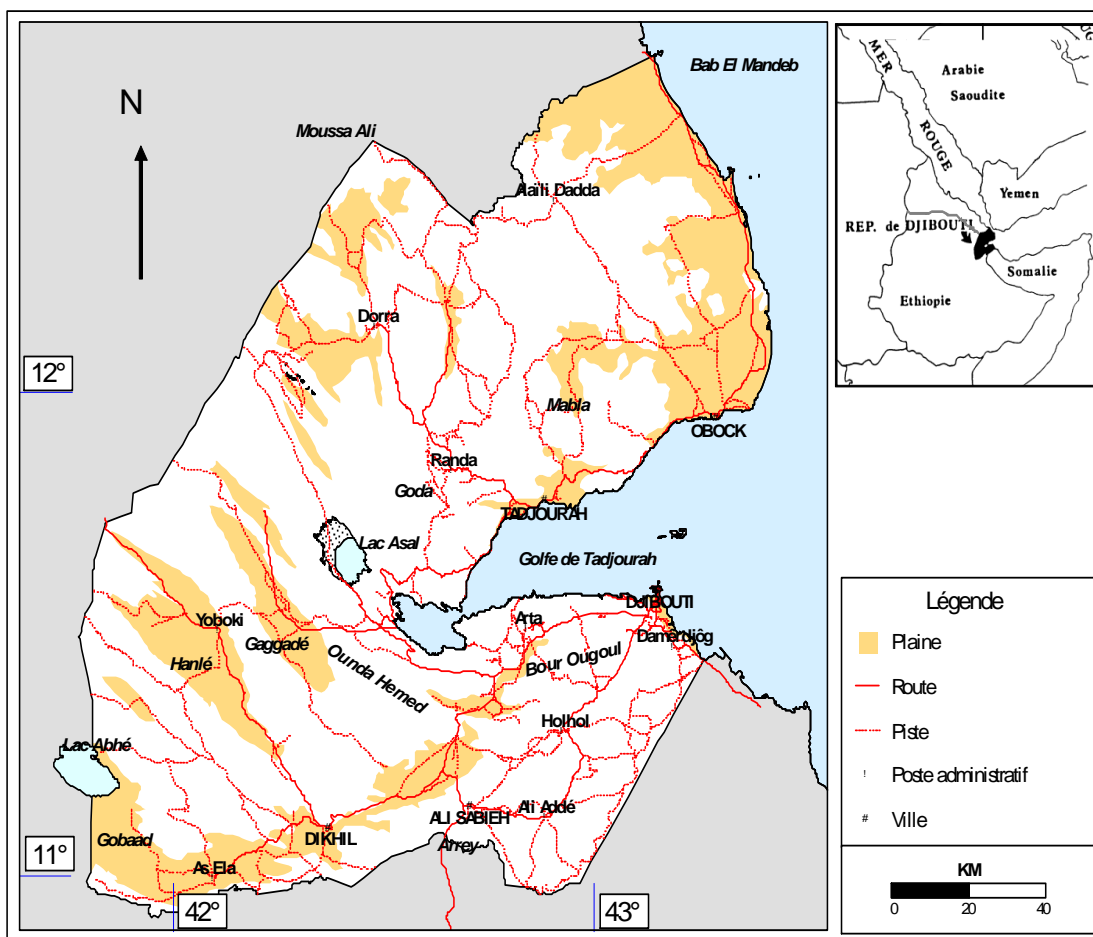 Bab El Mandeb
N
Moussa Ali
Alaïli Dadda
Dorra
12°
Mabla
OBOCK
Randa
Goda
TADJOURAH
Lac Asal
Golfe de Tadjourah
DJIBOUTI
Yoboki
Arta
Damerdjôg
Gaggadé
Hanlé
Ounda Hemed
Bour Ougoul
Holhol
Lac Abhé
ALI SABIEH
Ali Addé
Gobaad
DIKHIL
Arrey
11°
As Ela
42°
43°
MER
ROUGE
Arabie
Saoudite
Yemen
REP. de DJIBOUTI
Somalie
Ethiopie
Légende
Plaine
Route
Piste
! Poste administratif
# Ville
KM
0 20 40